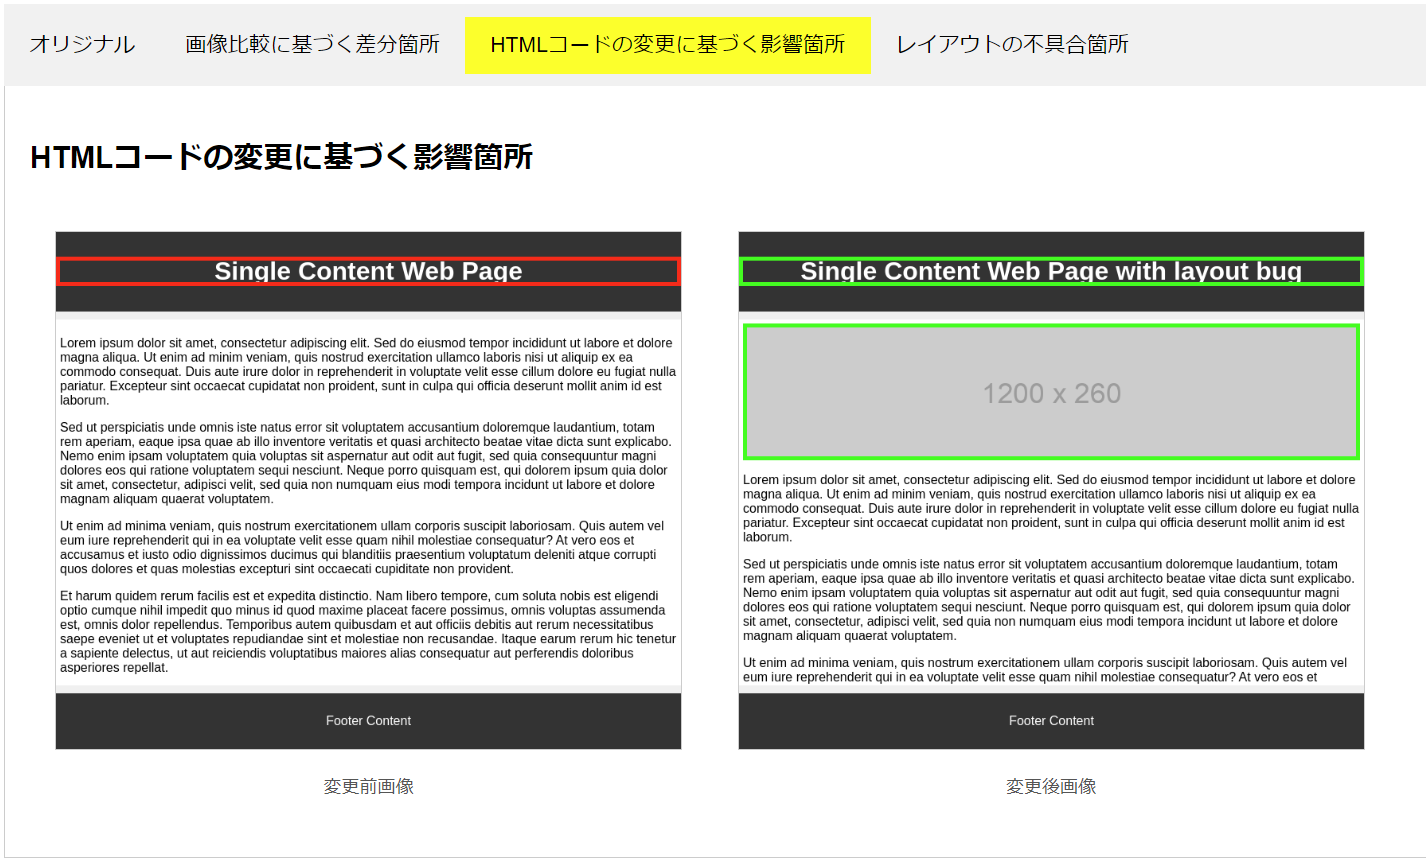 オリジナル 画像比較に基づく差分箇所 HTMLコードの変更に基づく影響箇所 レイアウトの不具合箇所
HTMLコードの変更に基づく影響箇所
Single Content Web Page
Lorem ipsum dolor sit amet, consectetur adipiscing elit. Sed do eiusmod tempor incididunt ut labore et dolore
magna aliqua. Ut enim ad minim veniam, quis nostrud exercitation ullamco laboris nisi ut aliquip ex ea
commodo consequat. Duis aute irure dolor in reprehenderit in voluptate velit esse cillum dolore eu fugiat nulla
pariatur. Excepteur sint occaecat cupidatat non proident, sunt in culpa qui officia deserunt mollit anim id est
laborum.
Sed ut perspiciatis unde omnis iste natus error sit voluptatem accusantium doloremque laudantium, totam
rem aperiam, eaque ipsa quae ab illo inventore veritatis et quasi architecto beatae vitae dicta sunt explicabo.
Nemo enim ipsam voluptatem quia voluptas sit aspernatur aut odit aut fugit, sed quia consequuntur magni
dolores eos qui ratione voluptatem sequi nesciunt. Neque porro quisquam est, qui dolorem ipsum quia dolor
sit amet, consectetur, adipisci velit, sed quia non numquam eius modi tempora incidunt ut labore et dolore
magnam aliquam quaerat voluptatem.
Ut enim ad minima veniam, quis nostrum exercitationem ullam corporis suscipit laboriosam. Quis autem vel
eum iure reprehenderit qui in ea voluptate velit esse quam nihil molestiae consequatur? At vero eos et
accusamus et iusto odio dignissimos ducimus qui blanditiis praesentium voluptatum deleniti atque corrupti
quos dolores et quas molestias excepturi sint occaecati cupiditate non provident.
Et harum quidem rerum facilis est et expedita distinctio. Nam libero tempore, cum soluta nobis est eligendi
optio cumque nihil impedit quo minus id quod maxime placeat facere possimus, omnis voluptas assumenda
est, omnis dolor repellendus. Temporibus autem quibusdam et aut officiis debitis aut rerum necessitatibus
saepe eveniet ut et voluptates repudiandae sint et molestiae non recusandae. Itaque earum rerum hic tenetur
a sapiente delectus, ut aut reiciendis voluptatibus maiores alias consequatur aut perferendis doloribus
asperiores repellat.
Footer Content
変更前画像
Single Content Web Page with layout bug
1200 x 260
Lorem ipsum dolor sit amet, consectetur adipiscing elit. Sed do eiusmod tempor incididunt ut labore et dolore
magna aliqua. Ut enim ad minim veniam, quis nostrud exercitation ullamco laboris nisi ut aliquip ex ea
commodo consequat. Duis aute irure dolor in reprehenderit in voluptate velit esse cillum dolore eu fugiat nulla
pariatur. Excepteur sint occaecat cupidatat non proident, sunt in culpa qui officia deserunt mollit anim id est
laborum.
Sed ut perspiciatis unde omnis iste natus error sit voluptatem accusantium doloremque laudantium, totam
rem aperiam, eaque ipsa quae ab illo inventore veritatis et quasi architecto beatae vitae dicta sunt explicabo.
Nemo enim ipsam voluptatem quia voluptas sit aspernatur aut odit aut fugit, sed quia consequuntur magni
dolores eos qui ratione voluptatem sequi nesciunt. Neque porro quisquam est, qui dolorem ipsum quia dolor
sit amet, consectetur, adipisci velit, sed quia non numquam eius modi tempora incidunt ut labore et dolore
magnam aliquam quaerat voluptatem.
Ut enim ad minima veniam, quis nostrum exercitationem ullam corporis suscipit laboriosam. Quis autem vel
eum iure reprehenderit qui in ea voluptate velit esse quam nihil molestiae consequatur? At vero eos et
Footer Content
変更後画像